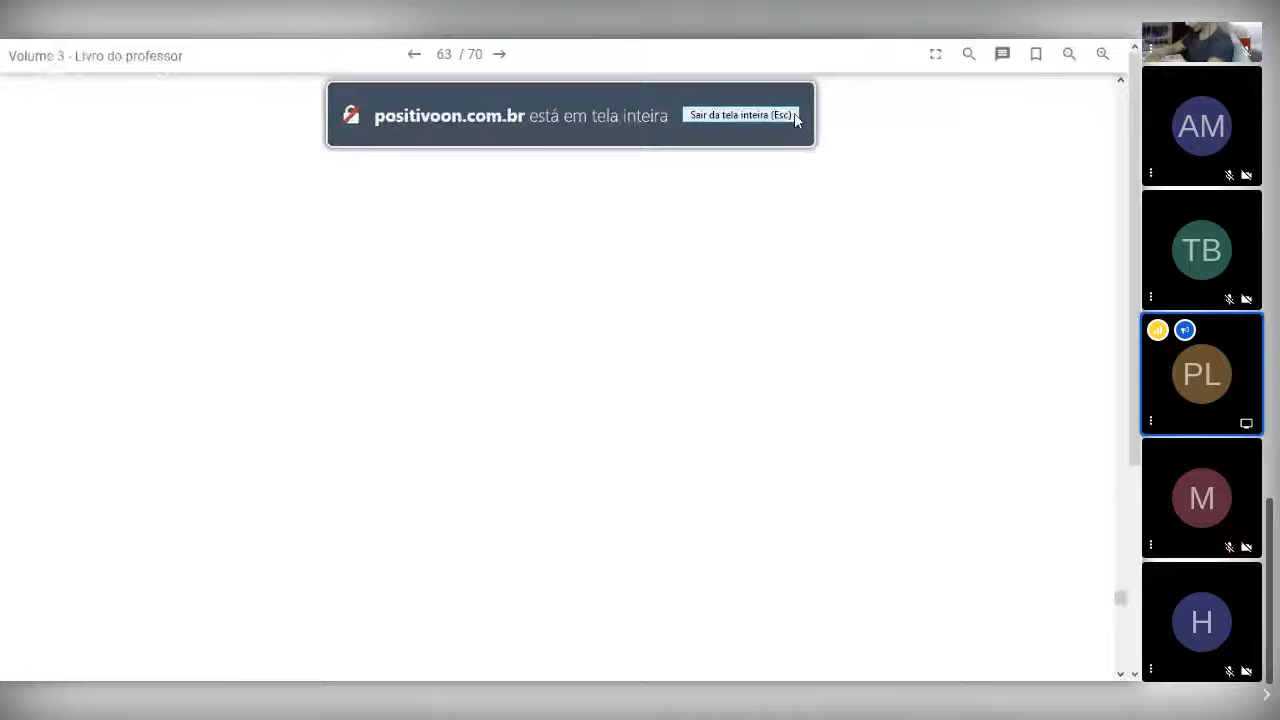 Volume 3 - Livro do professor
63 / 70
positivoon.com.br está em tela inteira
Sair da tela inteira (Esc)
AM
TB
PL
M
H